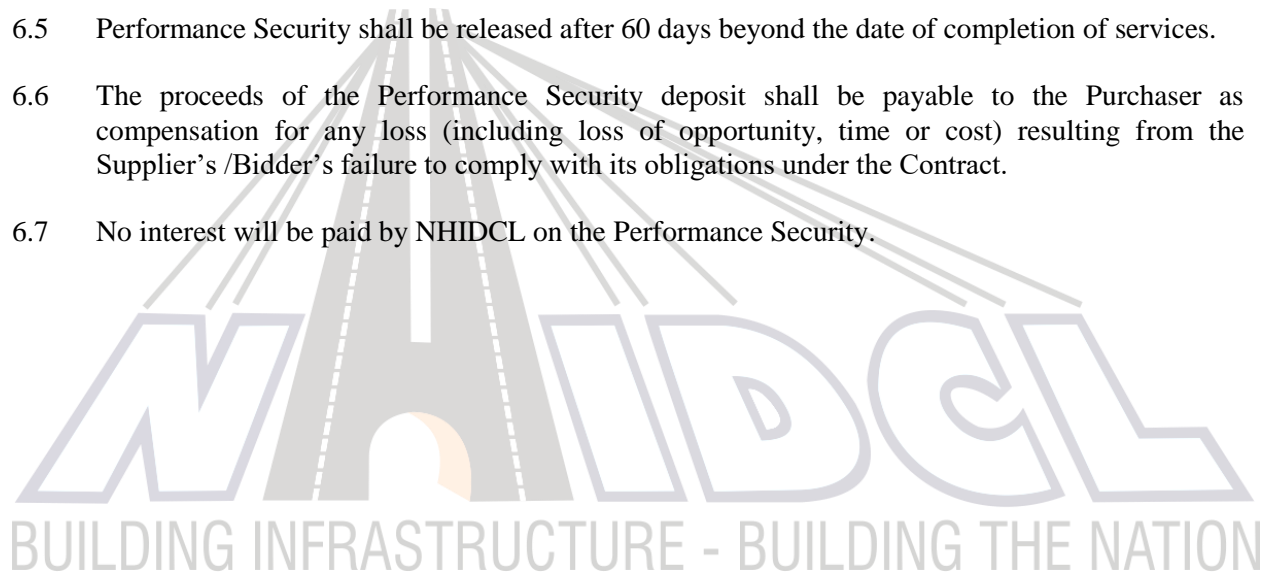 6.5 Performance Security shall be released after 60 days beyond the date of completion of services.
6.6 The proceeds of the Performance Security deposit shall be payable to the Purchaser as
compensation for any loss (including loss of opportunity, time or cost) resulting from the
Supplier’s /Bidder’s failure to comply with its obligations under the Contract.
6.7 No interest will be paid by NHIDCL on the Performance Security.
NHIDCL
BUILDING INFRASTRUCTURE - BUILDING THE NATION